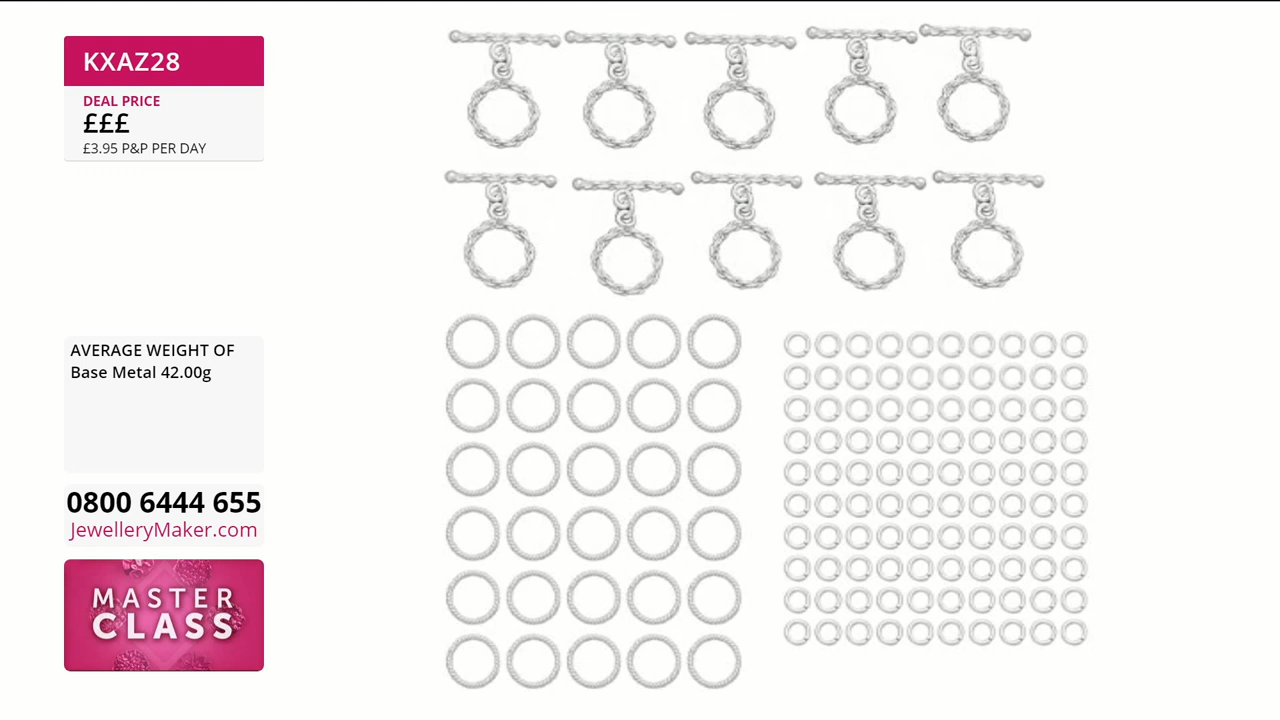 KXAZ28
DEAL PRICE
£££
£3.95 P&P PER DAY
AVERAGE WEIGHT OF
Base Metal 42.00g
0800 6444 655
JewelleryMaker.com
MASTER
CLASS